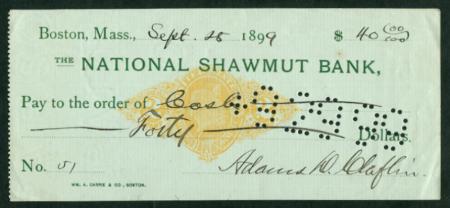 Boston, Mass., Sept. 28 1899 $ 40 00/100
THE NATIONAL SHAWMUT BANK,
Pay to the order of Cash
Forty Dollars.
No. 51 Adams D. Claflin.
WM. A. CARRIE & CO., BOSTON.